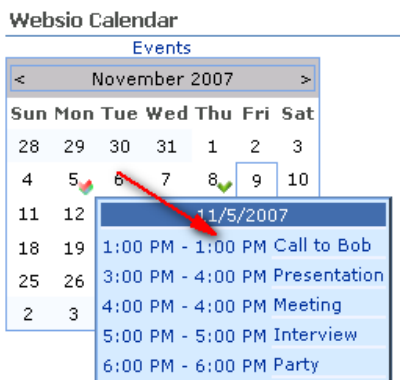 Websio Calendar
Events
< November 2007 >
Sun Mon Tue Wed Thu Fri Sat
28 29 30 31 1 2 3
4 5 6 7 8 9 10
11 12
11/5/2007
18 19 1:00 PM - 1:00 PM Call to Bob
25 26 3:00 PM - 4:00 PM Presentation
2 3 4:00 PM - 4:00 PM Meeting
5:00 PM - 5:00 PM Interview
6:00 PM - 6:00 PM Party